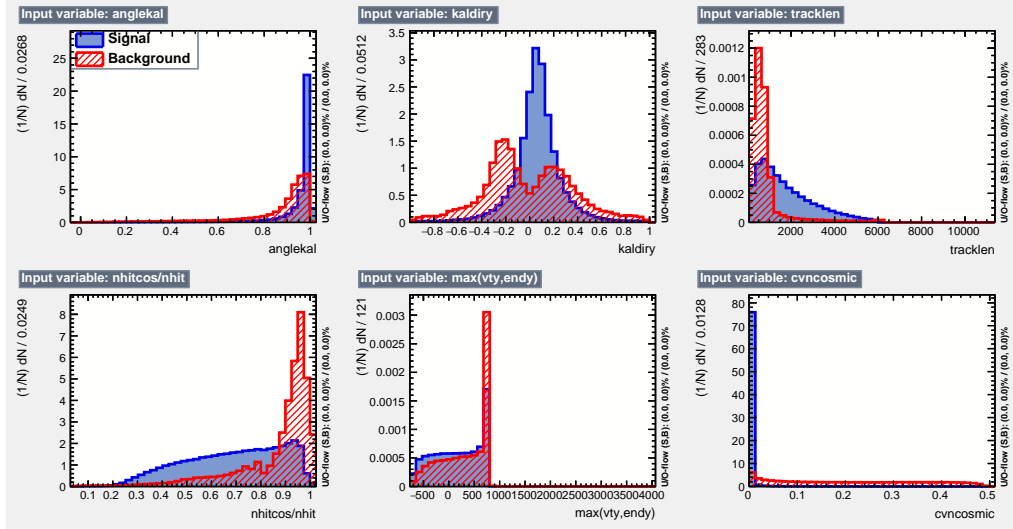 Input variable: anglekal
(1/N) dN / 0.0268
Signal
Background
25
20
15
10
5
0
0 0.2 0.4 0.6 0.8 1
anglekal
U/O-flow (S,B): (0.0, 0.0)% / (0.0, 0.0)%
Input variable: kaldiry
(1/N) dN / 0.0512
3.5
3
2.5
2
1.5
1
0.5
0
−0.8 −0.6 −0.4 −0.2 0 0.2 0.4 0.6 0.8 1
kaldiry
U/O-flow (S,B): (0.0, 0.0)% / (0.0, 0.0)%
Input variable: tracklen
(1/N) dN / 283
0.0012
0.001
0.0008
0.0006
0.0004
0.0002
0
2000 4000 6000 8000 10000
tracklen
U/O-flow (S,B): (0.0, 0.0)% / (0.0, 0.0)%
Input variable: nhitcos/nhit
(1/N) dN / 0.0249
8
7
6
5
4
3
2
1
0
0.1 0.2 0.3 0.4 0.5 0.6 0.7 0.8 0.9 1
nhitcos/nhit
U/O-flow (S,B): (0.0, 0.0)% / (0.0, 0.0)%
Input variable: max(vty,endy)
(1/N) dN / 121
0.003
0.0025
0.002
0.0015
0.001
0.0005
0
−500 0 500 1000 1500 2000 2500 3000 3500 4000
max(vty,endy)
U/O-flow (S,B): (0.0, 0.0)% / (0.0, 0.0)%
Input variable: cvncosmic
(1/N) dN / 0.0128
80
70
60
50
40
30
20
10
0
0 0.1 0.2 0.3 0.4 0.5
cvncosmic
U/O-flow (S,B): (0.0, 0.0)% / (0.0, 0.0)%